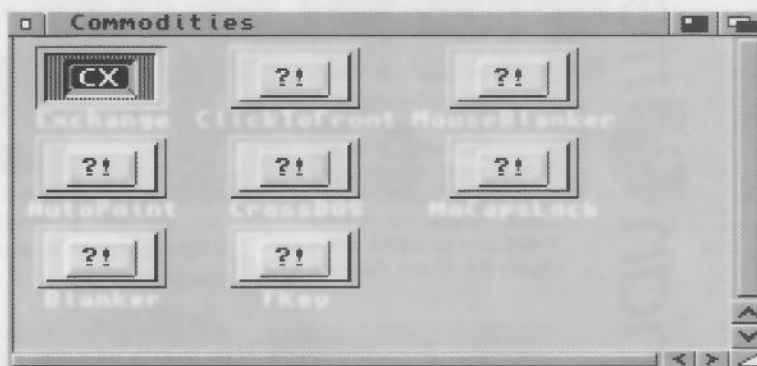 Commodities
CX ?! ?!
Exchange ClickToFront MouseBlanker
?! ?! ?!
AutoPoint CrossDOS NoCapsLock
?! ?!
Blanker FKey